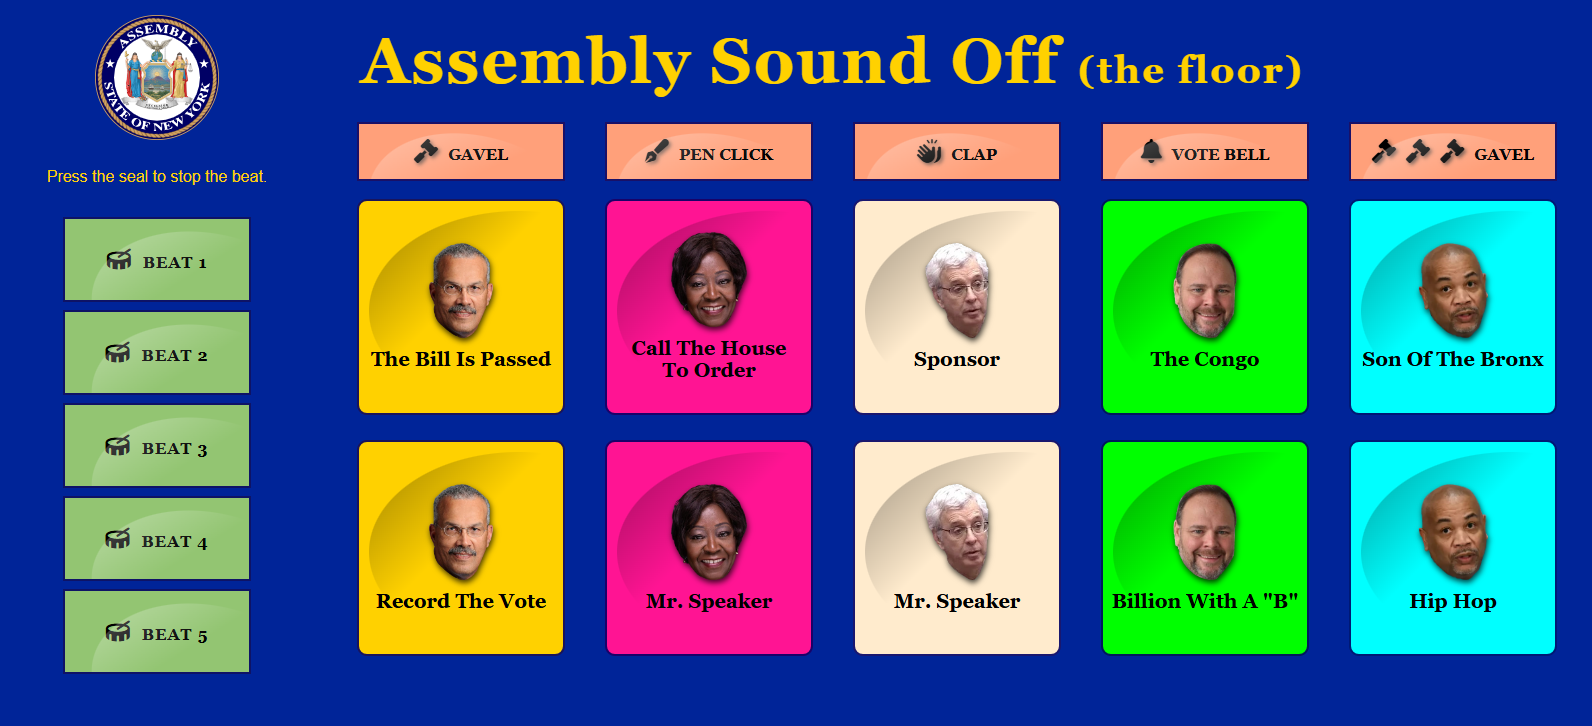 ASSEMBLY
STATE OF NEW YORK
Assembly Sound Off (the floor)
Press the seal to stop the beat.
BEAT 1
BEAT 2
BEAT 3
BEAT 4
BEAT 5
GAVEL
PEN CLICK
CLAP
VOTE BELL
GAVEL
The Bill Is Passed
Call The House
To Order
Sponsor
The Congo
Son Of The Bronx
Record The Vote
Mr. Speaker
Mr. Speaker
Billion With A "B"
Hip Hop